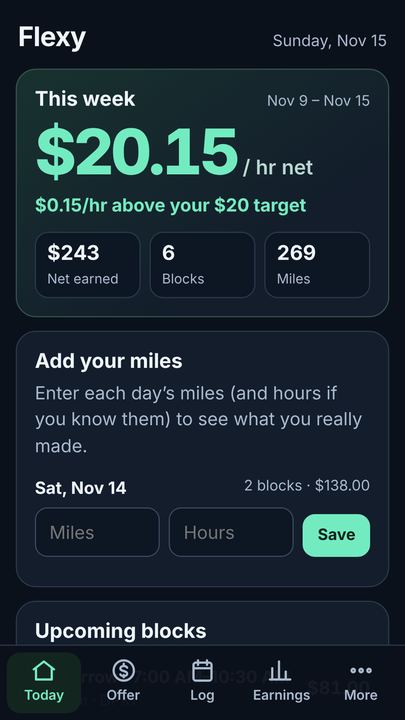 Flexy
Sunday, Nov 15
This week
Nov 9 – Nov 15
$20.15 / hr net
$0.15/hr above your $20 target
$243
6
269
Net earned
Blocks
Miles
Add your miles
Enter each day’s miles (and hours if
you know them) to see what you really
made.
Sat, Nov 14
2 blocks · $138.00
Miles
Hours
Save
Upcoming blocks
$81.00
Today
Offer
Log
Earnings
More